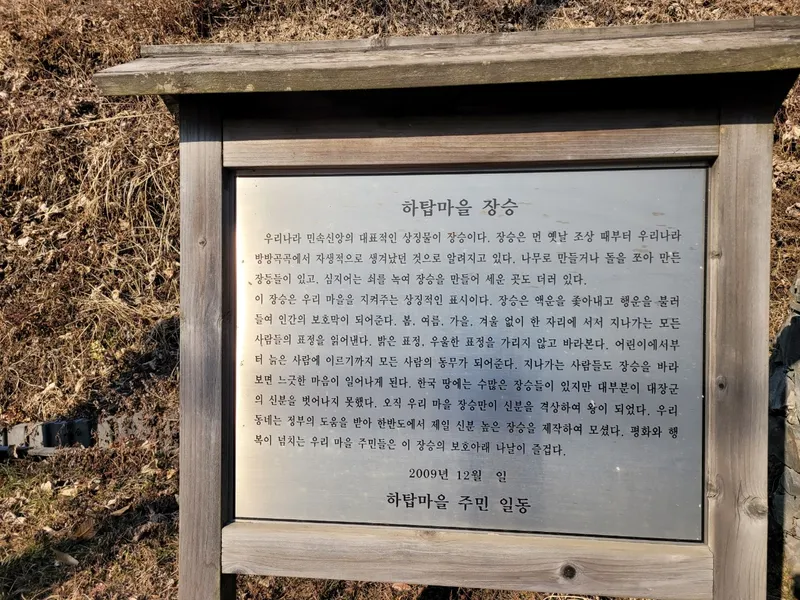 하탑마을 장승
우리나라 민속신앙의 대표적인 상징물이 장승이다. 장승은 먼 옛날 조상 때부터 우리나라
방방곡곡에서 자생적으로 생겨났던 것으로 알려지고 있다. 나무로 만들거나 돌을 쪼아 만든
장등들이 있고, 심지어는 쇠를 녹여 장승을 만들어 세운 곳도 더러 있다.
이 장승은 우리 마을을 지켜주는 상징적인 표시이다. 장승은 액운을 쫓아내고 행운을 불러
들여 인간의 보호막이 되어준다. 봄, 여름, 가을, 겨울 없이 한 자리에 서서 지나가는 모든
사람들의 표정을 읽어낸다. 밝은 표정, 우울한 표정을 가리지 않고 바라본다. 어린이에서부
터 늙은 사람에 이르기까지 모든 사람의 동무가 되어준다. 지나가는 사람들도 장승을 바라
보면 느긋한 마음이 일어나게 된다. 한국 땅에는 수많은 장승들이 있지만 대부분이 대장군
의 신분을 벗어나지 못했다. 오직 우리 마을 장승만이 신분을 격상하여 왕이 되었다. 우리
동네는 정부의 도움을 받아 한반도에서 제일 신분 높은 장승을 제작하여 모셨다. 평화와 행
복이 넘치는 우리 마을 주민들은 이 장승의 보호아래 나날이 즐겁다.
2009년 12월 일
하탑마을 주민 일동